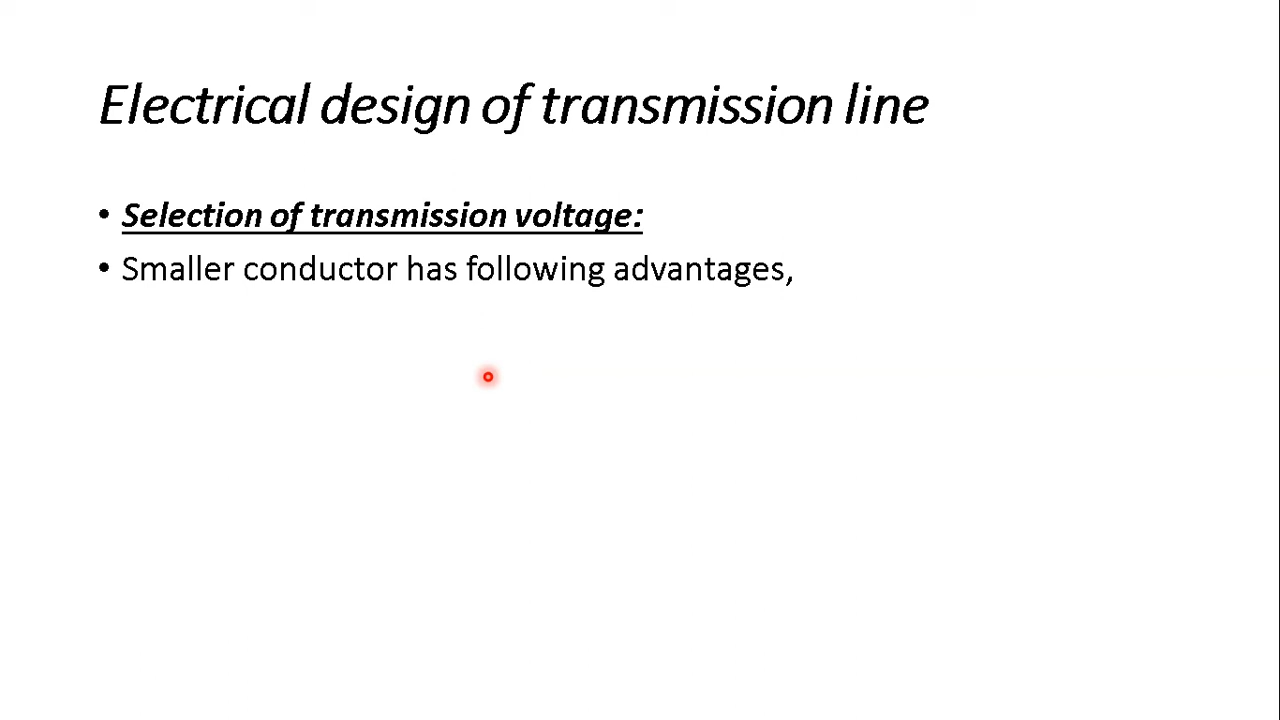 Electrical design of transmission line
• Selection of transmission voltage:
• Smaller conductor has following advantages,